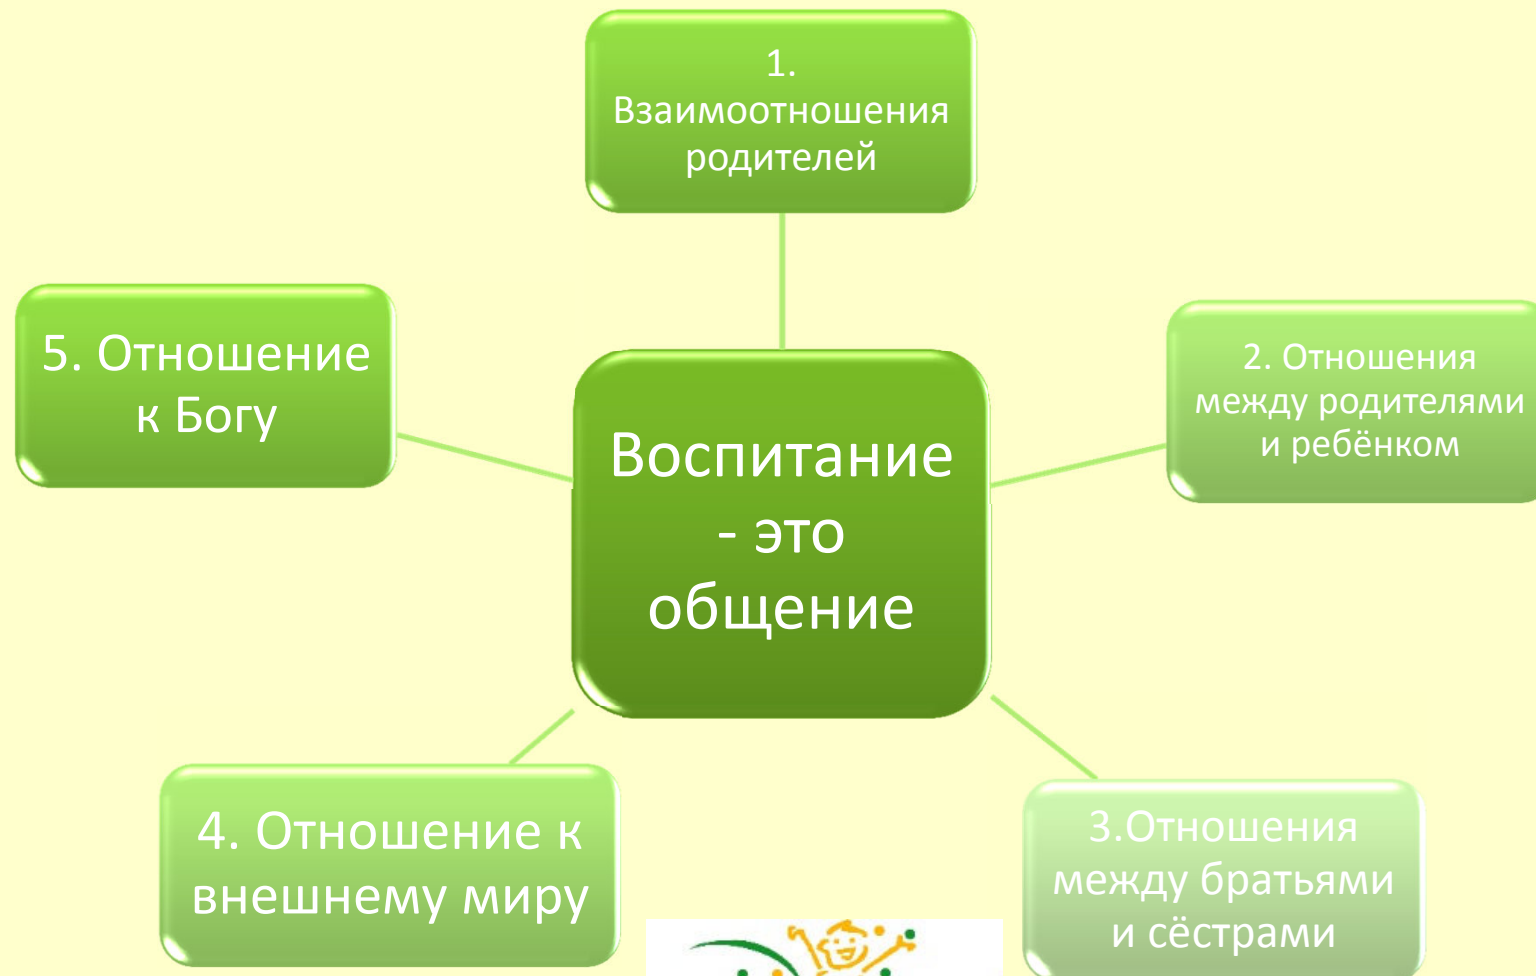 1.
Взаимоотношения
родителей
2. Отношения
между родителями
и ребёнком
3.Отношения
между братьями
и сёстрами
4. Отношение к
внешнему миру
5. Отношение
к Богу
Воспитание
- это
общение